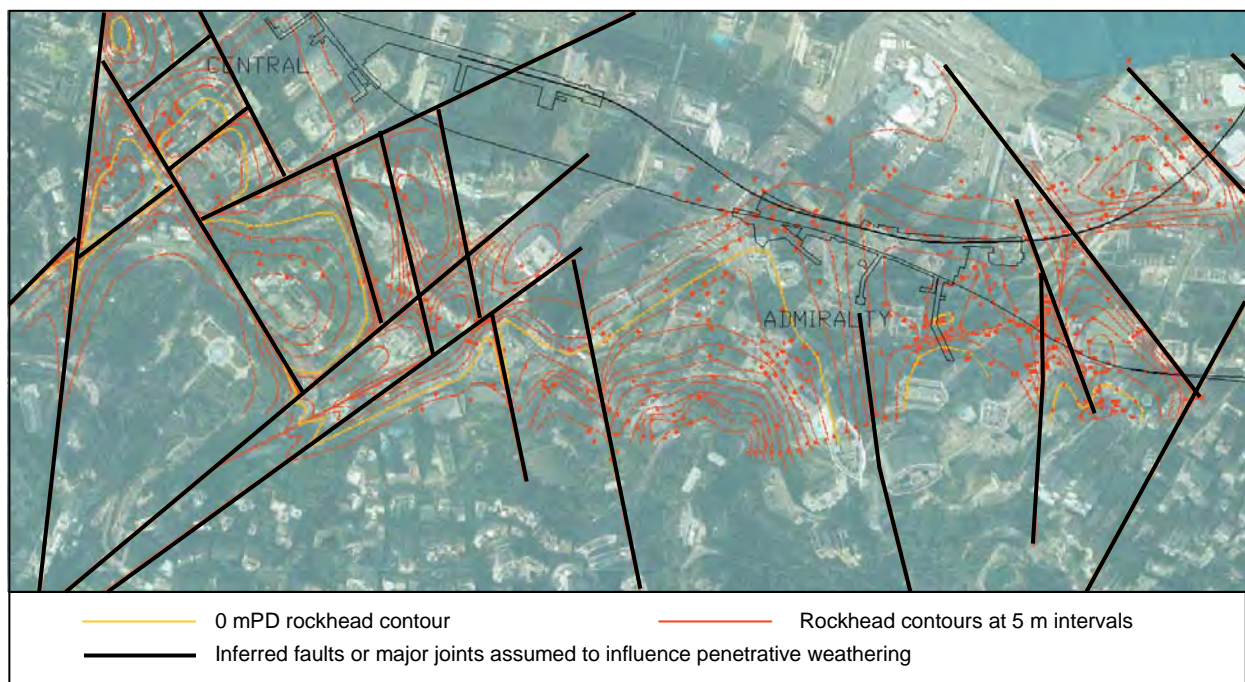 CENTRAL
ADMIRALITY
0 mPD rockhead contour
Rockhead contours at 5 m intervals
Inferred faults or major joints assumed to influence penetrative weathering